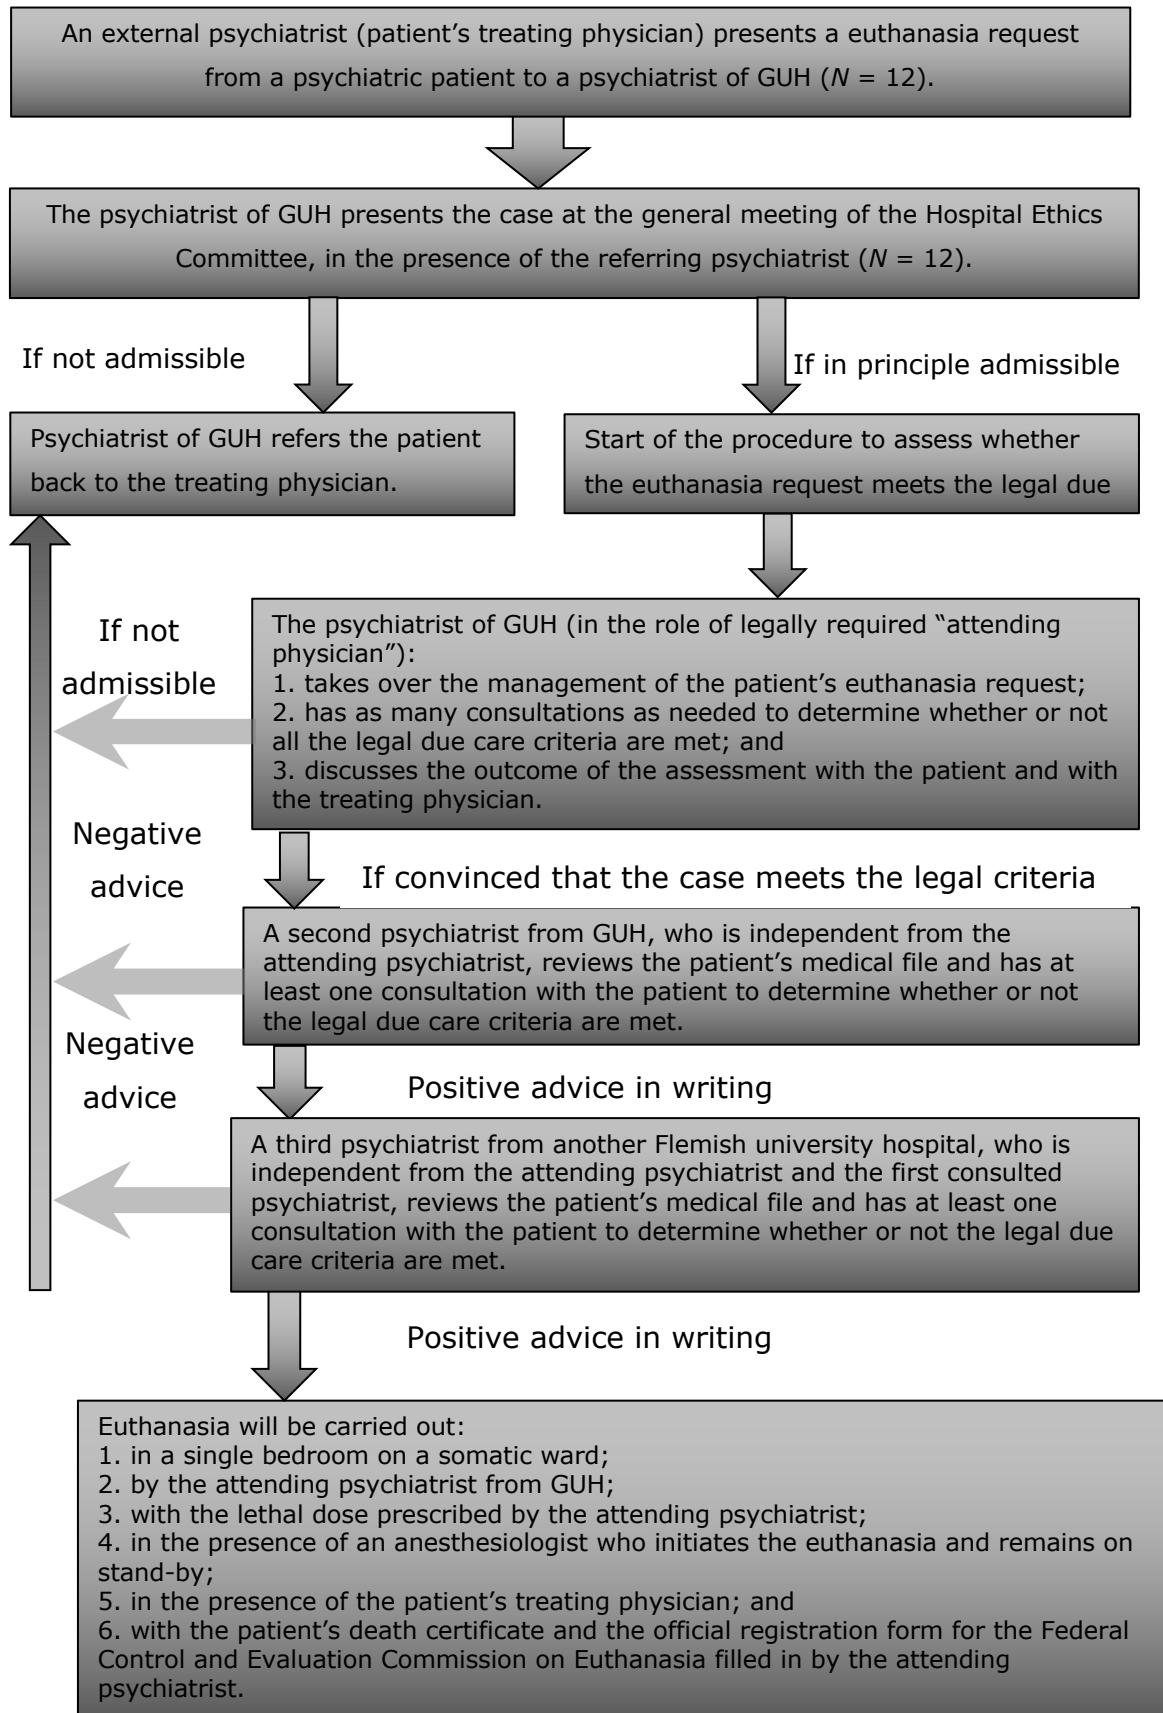 An external psychiatrist (patient’s treating physician) presents a euthanasia request
from a psychiatric patient to a psychiatrist of GUH (N = 12).
The psychiatrist of GUH presents the case at the general meeting of the Hospital Ethics
Committee, in the presence of the referring psychiatrist (N = 12).
If not admissible
If in principle admissible
Psychiatrist of GUH refers the patient
back to the treating physician.
Start of the procedure to assess whether
the euthanasia request meets the legal due
If not
admissible
The psychiatrist of GUH (in the role of legally required “attending
physician”):
1. takes over the management of the patient’s euthanasia request;
2. has as many consultations as needed to determine whether or not
all the legal due care criteria are met; and
3. discusses the outcome of the assessment with the patient and with
the treating physician.
Negative
advice
If convinced that the case meets the legal criteria
A second psychiatrist from GUH, who is independent from the
attending psychiatrist, reviews the patient’s medical file and has at
least one consultation with the patient to determine whether or not
the legal due care criteria are met.
Negative
advice
Positive advice in writing
A third psychiatrist from another Flemish university hospital, who is
independent from the attending psychiatrist and the first consulted
psychiatrist, reviews the patient’s medical file and has at least one
consultation with the patient to determine whether or not the legal due
care criteria are met.
Positive advice in writing
Euthanasia will be carried out:
1. in a single bedroom on a somatic ward;
2. by the attending psychiatrist from GUH;
3. with the lethal dose prescribed by the attending psychiatrist;
4. in the presence of an anesthesiologist who initiates the euthanasia and remains on
stand-by;
5. in the presence of the patient’s treating physician; and
6. with the patient’s death certificate and the official registration form for the Federal
Control and Evaluation Commission on Euthanasia filled in by the attending
psychiatrist.